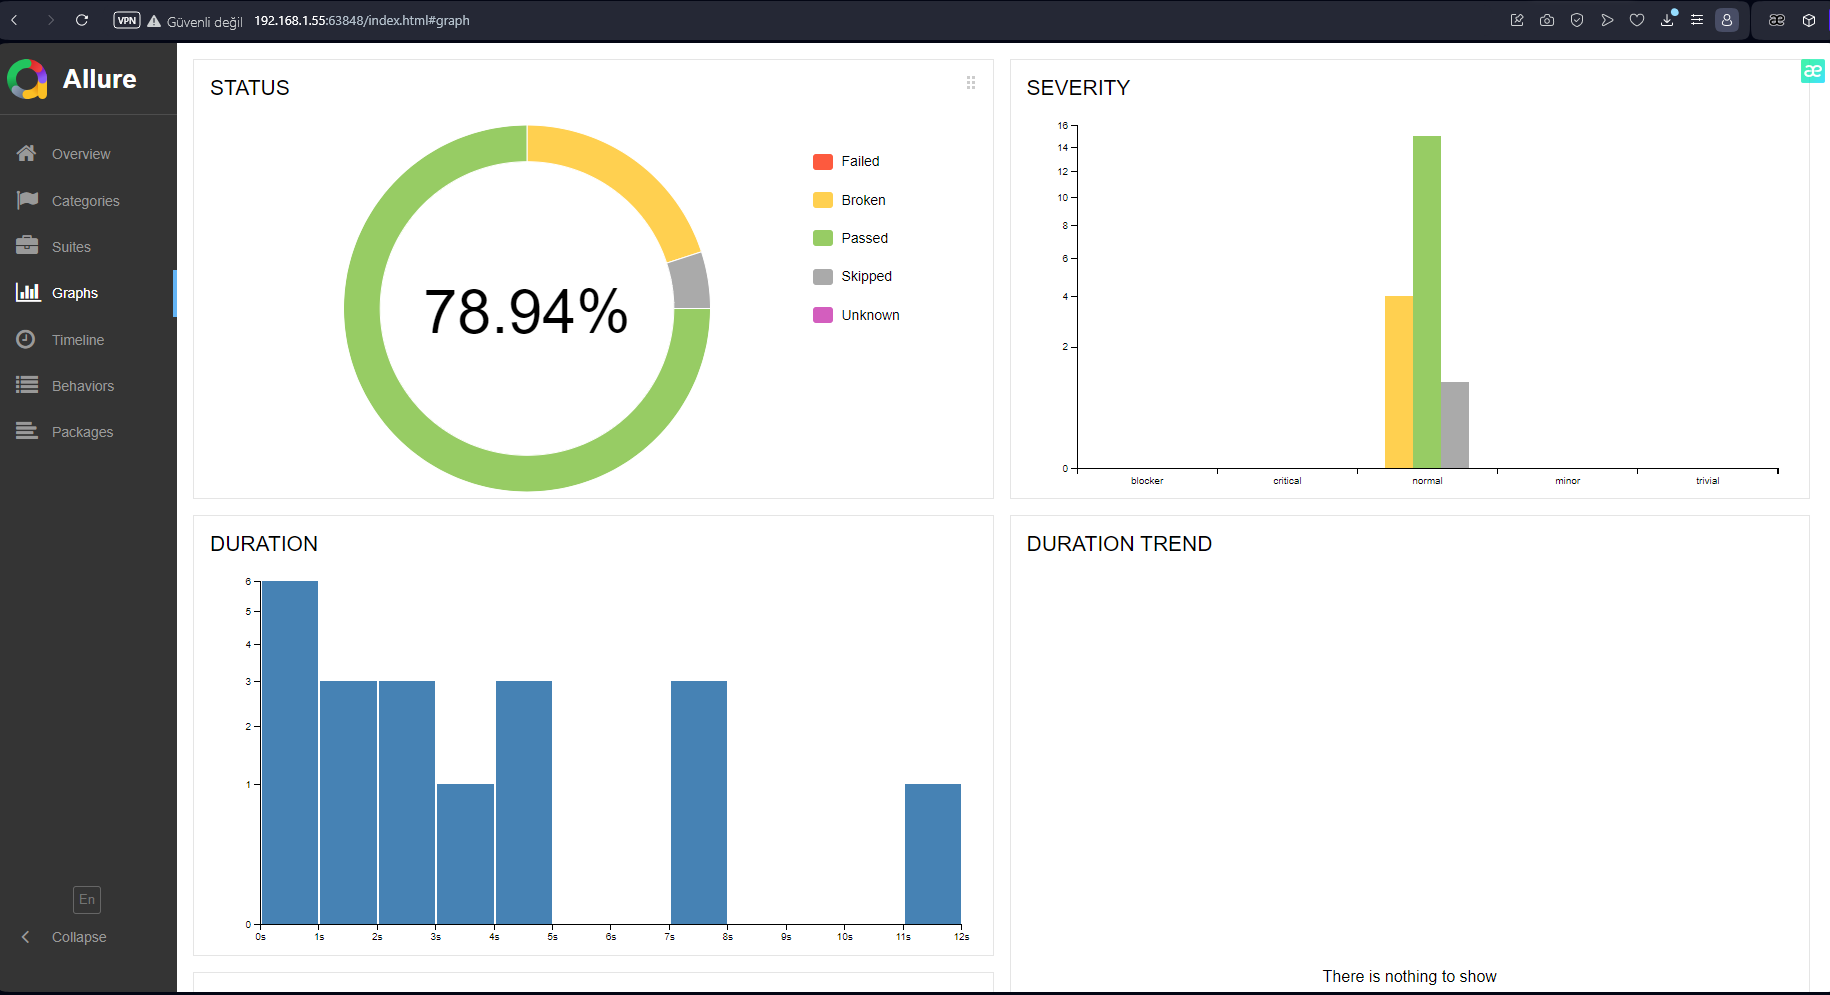 VPN Güvenli değil 192.168.1.55:63848/index.html#graph
Allure
Overview
Categories
Suites
Graphs
Timeline
Behaviors
Packages
En
Collapse
STATUS
78.94%
Failed
Broken
Passed
Skipped
Unknown
SEVERITY
æ
16
14
12
10
8
6
4
2
0
blocker critical normal minor trivial
DURATION
6
5
4
3
2
1
0
0s 1s 2s 3s 4s 5s 6s 7s 8s 9s 10s 11s 12s
DURATION TREND
There is nothing to show